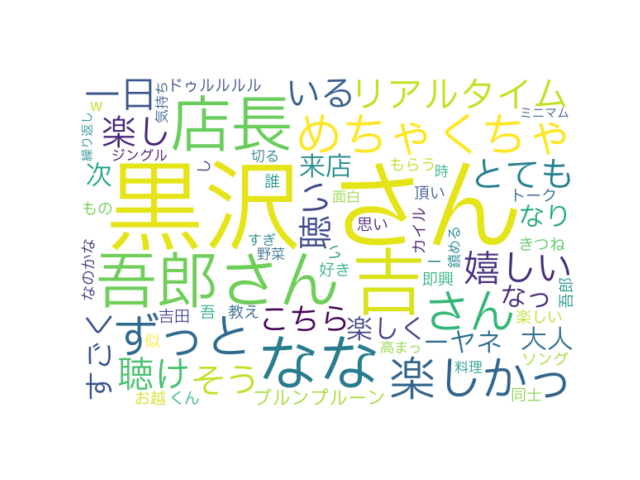 一日
ドゥルルルル
いる
リアルタイム
ミニマム
w
気持ち
店長
めちゃくちゃ
繰り返し
楽し
ジングル
切る
来店
もらう
時
とても
次
し
誰
面白
頂い
トーク
もの
黒沢さん
聴い
思い
カイル
なり
きつね
なのかな
吾郎さん
すぎ
野菜
好き
吉
鎮める
ー
即興
嬉しい
なっ
吾郎
すごく
ずっと
吉田
吾
教え
こちら
楽しく
さん
ーヤネ
大人
楽しい
似
聴け
そう
なな
高まっ
楽しかっ
料理
ソング
お越
くん
ブルンプルーン
同士